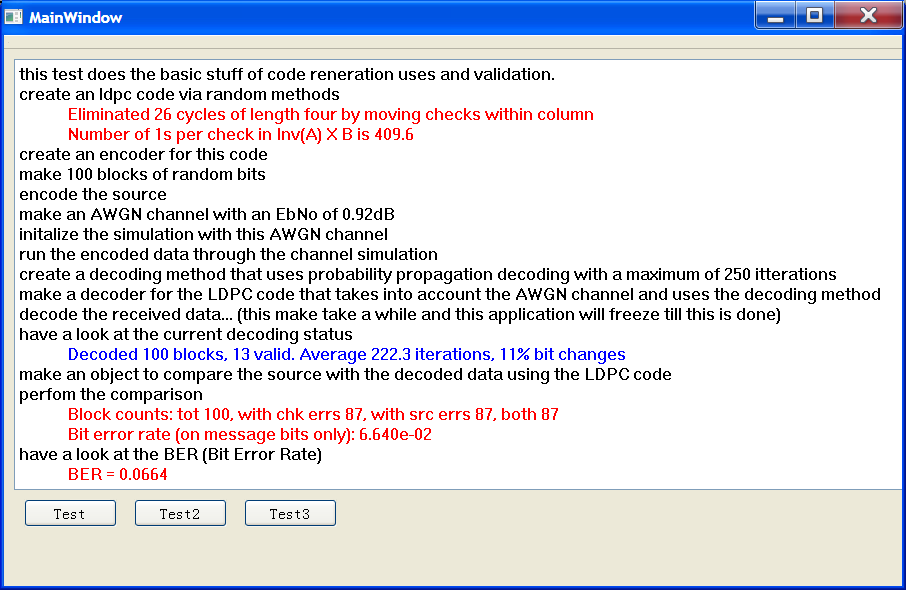 MainWindow
this test does the basic stuff of code reneration uses and validation.
create an ldpc code via random methods
Eliminated 26 cycles of length four by moving checks within column
Number of 1s per check in Inv(A) X B is 409.6
create an encoder for this code
make 100 blocks of random bits
encode the source
make an AWGN channel with an EbNo of 0.92dB
initalize the simulation with this AWGN channel
run the encoded data through the channel simulation
create a decoding method that uses probability propagation decoding with a maximum of 250 itterations
make a decoder for the LDPC code that takes into account the AWGN channel and uses the decoding method
decode the received data... (this make take a while and this application will freeze till this is done)
have a look at the current decoding status
Decoded 100 blocks, 13 valid. Average 222.3 iterations, 11% bit changes
make an object to compare the source with the decoded data using the LDPC code
perfom the comparison
Block counts: tot 100, with chk errs 87, with src errs 87, both 87
Bit error rate (on message bits only): 6.640e-02
have a look at the BER (Bit Error Rate)
BER = 0.0664
Test Test2 Test3